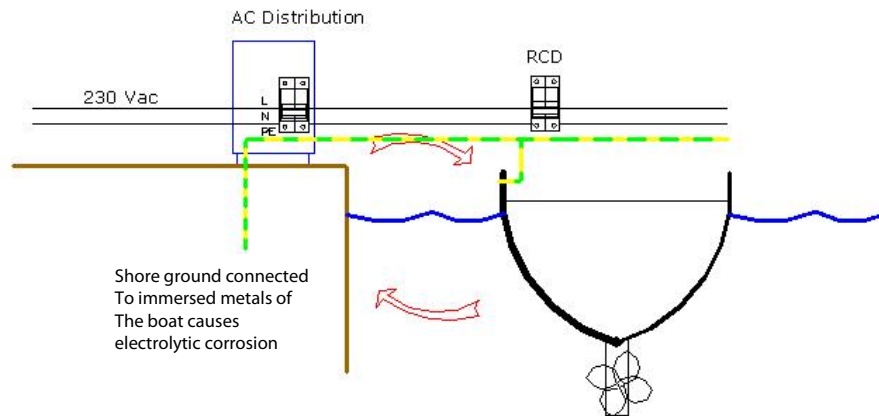 AC Distribution
RCD
230 Vac
L
N
PE
Shore ground connected
To immersed metals of
The boat causes
electrolytic corrosion